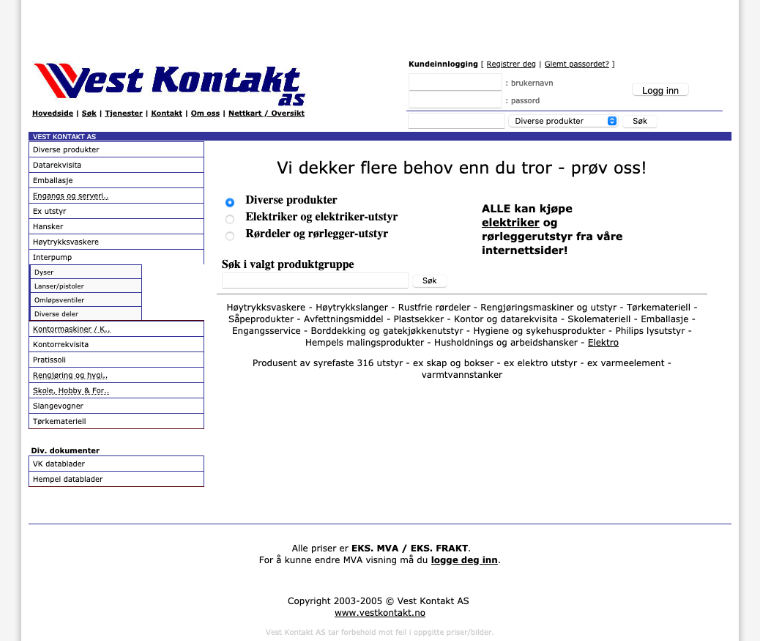 Vest Kontakt as
Kundeinnlogging [ Registrer deg | Glemt passordet? ]
: brukernavn
Logg inn
: passord
Hovedside | Søk | Tjenester | Kontakt | Om oss | Nettkart / Oversikt
Diverse produkter Søk
VEST KONTAKT AS
Diverse produkter
Datarekvisita
Emballasje
Engangs og serveri..
Ex utstyr
Hansker
Høytrykksvaskere
Interpump
Dyser
Lanser/pistoler
Omløpsventiler
Diverse deler
Kontormaskiner / K..
Kontorrekvisita
Pratissoli
Rengjøring og hygi..
Skole, Hobby & For..
Slangevogner
Tørkemateriell
Div. dokumenter
VK datablader
Hempel datablader
Vi dekker flere behov enn du tror - prøv oss!
Diverse produkter
Elektriker og elektriker-utstyr
Rørdeler og rørlegger-utstyr
ALLE kan kjøpe
elektriker og
rørleggerutstyr fra våre
internettsider!
Søk i valgt produktgruppe
Søk
Høytrykksvaskere - Høytrykkslanger - Rustfrie rørdeler - Rengjøringsmaskiner og utstyr - Tørkemateriell -
Såpeprodukter - Avfettningsmiddel - Plastsekker - Kontor og datarekvisita - Skolemateriell - Emballasje -
Engangsservice - Borddekking og gatekjøkkenutstyr - Hygiene og sykehusprodukter - Philips lysutstyr -
Hempels malingsprodukter - Husholdnings og arbeidshansker - Elektro
Produsent av syrefaste 316 utstyr - ex skap og bokser - ex elektro utstyr - ex varmeelement -
varmtvannstanker
Alle priser er EKS. MVA / EKS. FRAKT.
For å kunne endre MVA visning må du logge deg inn.
Copyright 2003-2005 © Vest Kontakt AS
www.vestkontakt.no
Vest Kontakt AS tar forbehold mot feil i oppgitte priser/bilder.